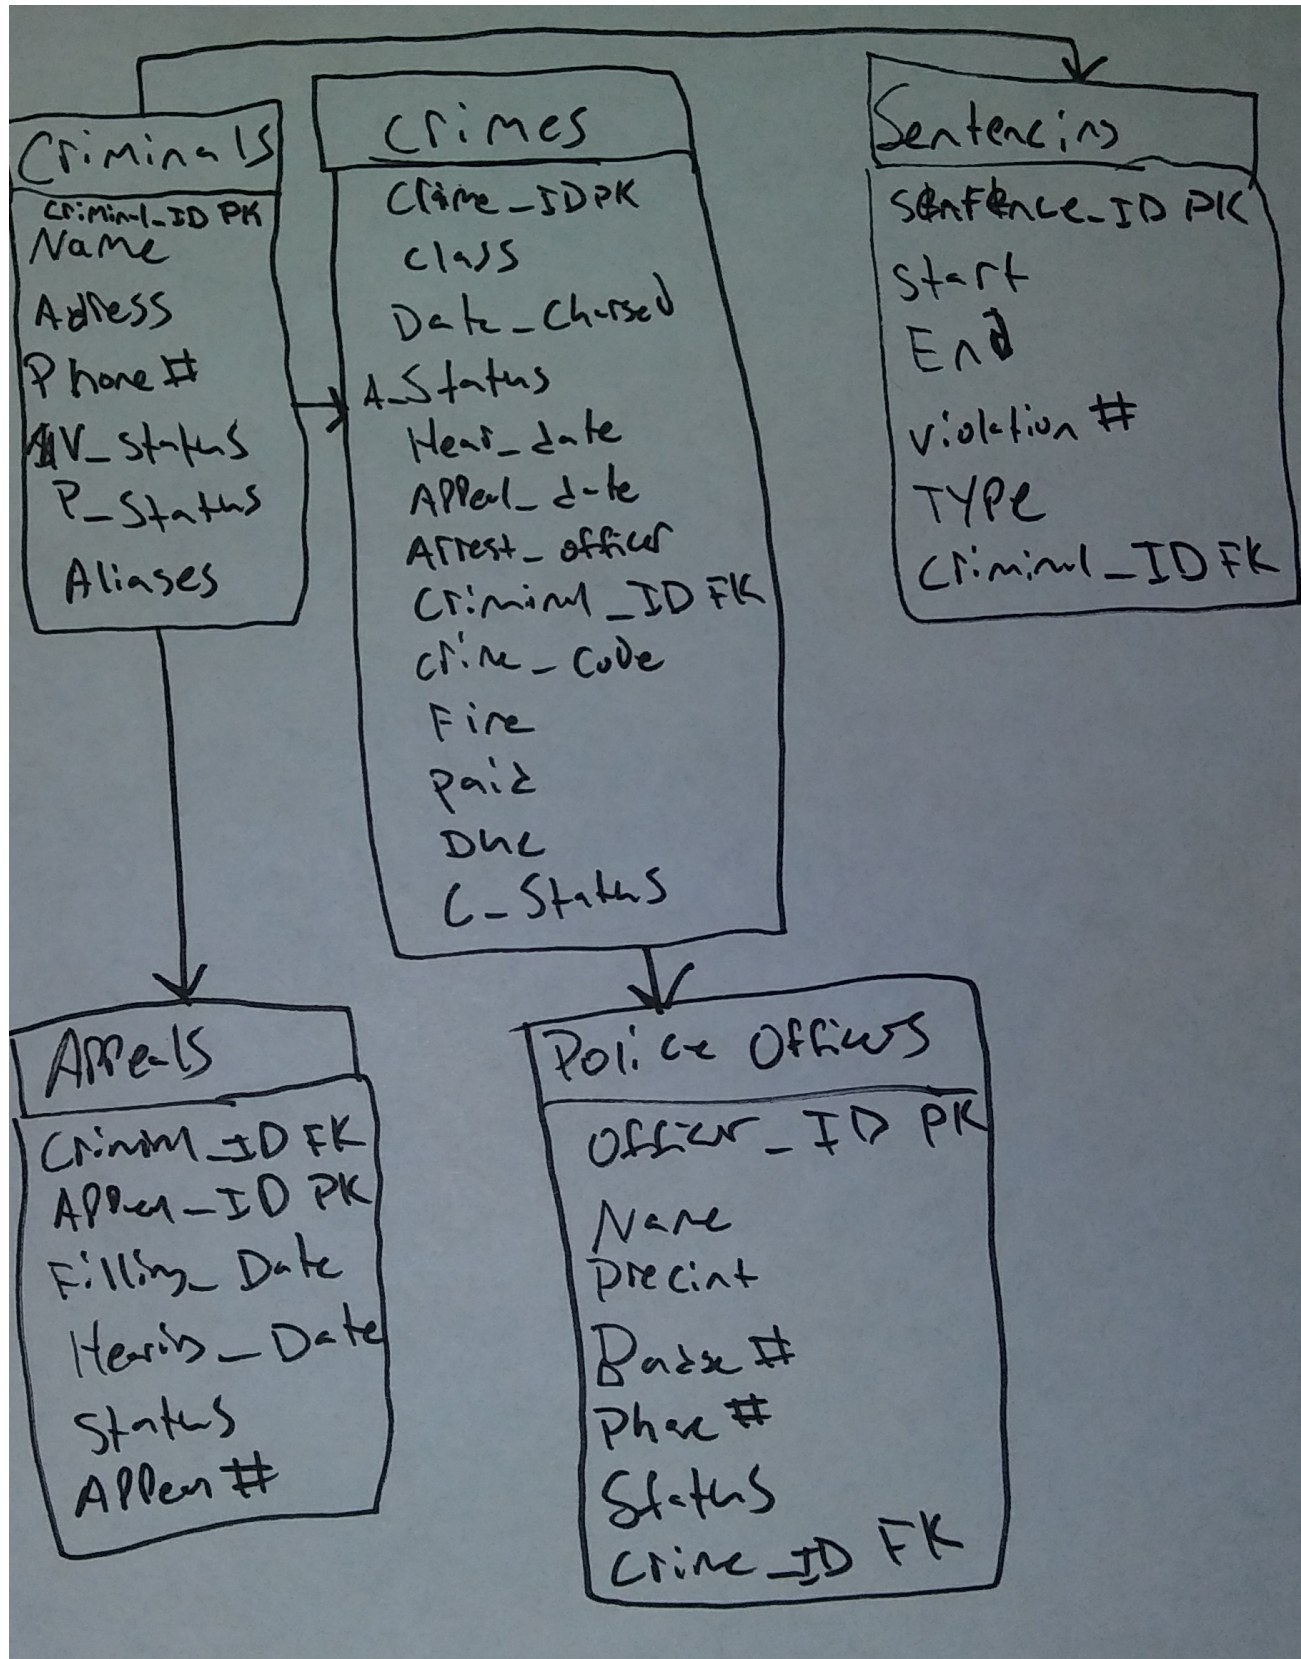 Criminals
Criminal_ID PK
Name
Adress
Phone #
V_status
P_Status
Aliases
Crimes
Crime_ID PK
Class
Date_Charged
A_Status
Hear_date
Appeal_date
Arrest_officer
Criminal_ID FK
crime_Code
Fine
Paid
Due
C_Status
Sentencing
Sentence_ID PK
Start
End
Violation #
TYPe
Criminal_ID FK
Appeals
Criminal_ID FK
Appeal_ID PK
Filling_Date
Hearing_Date
Status
Appeal #
Police Officers
Officer_ID PK
Name
Precint
Badge #
Phone #
Status
Crime_ID FK